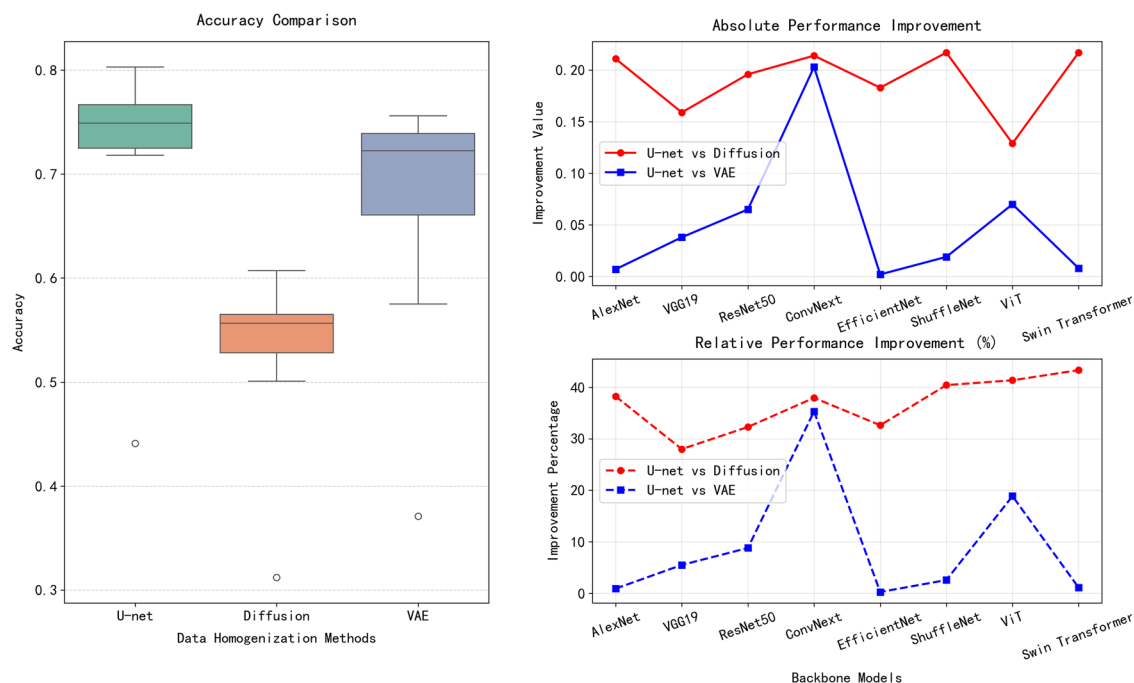 Accuracy Comparison
0.8
0.7
0.6
0.5
0.4
0.3
Accuracy
U-net
Diffusion
VAE
Data Homogenization Methods
Absolute Performance Improvement
0.20
0.15
0.10
0.05
0.00
Improvement Value
U-net vs Diffusion
U-net vs VAE
AlexNet
VGG19
ResNet50
ConvNext
EfficientNet
ShuffleNet
ViT
Swin Transformer
Relative Performance Improvement (%)
40
30
20
10
0
Improvement Percentage
U-net vs Diffusion
U-net vs VAE
AlexNet
VGG19
ResNet50
ConvNext
EfficientNet
ShuffleNet
ViT
Swin Transformer
Backbone Models